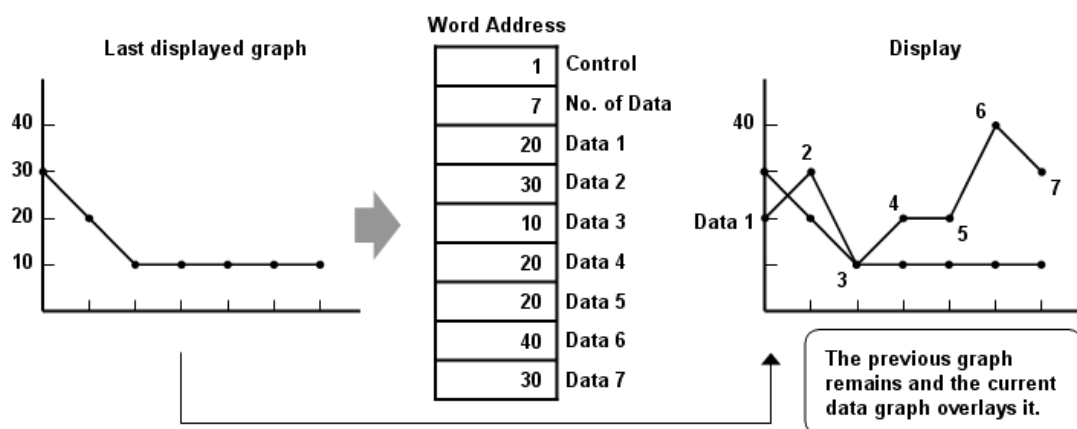 Last displayed graph
40
30
20
10
Word Address
1 Control
7 No. of Data
20 Data 1
30 Data 2
10 Data 3
20 Data 4
20 Data 5
40 Data 6
30 Data 7
Display
40
Data 1
2
3
4
5
6
7
The previous graph
remains and the current
data graph overlays it.